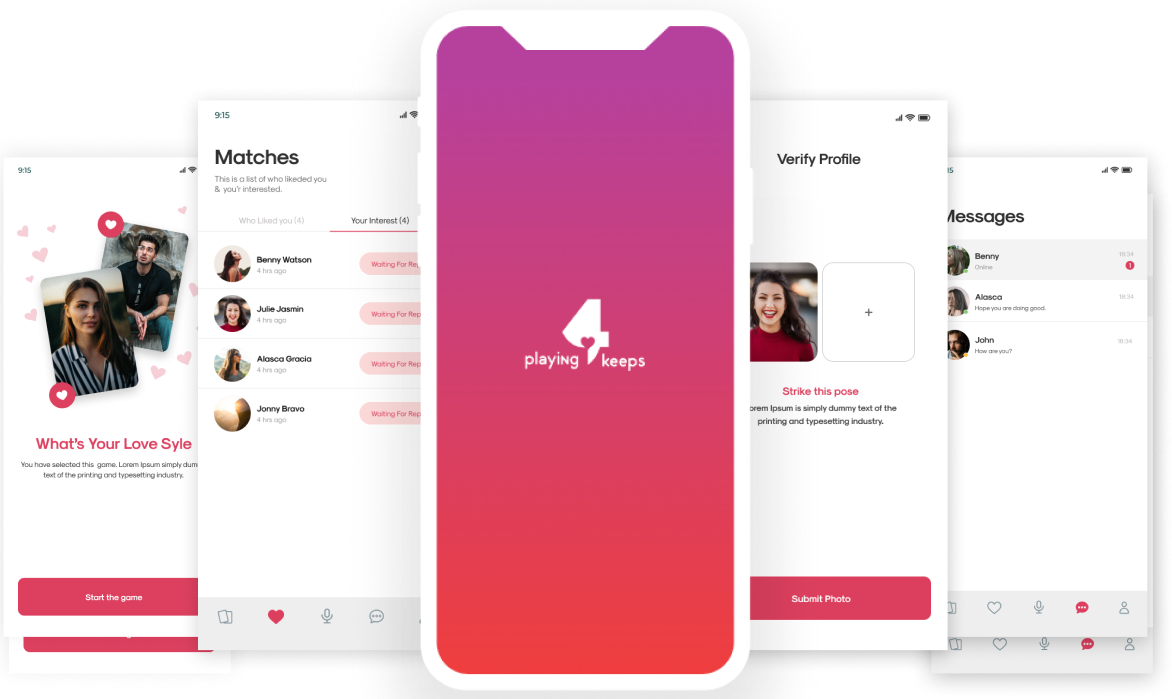 9:15
What's Your Love Syle
You have selected this game. Lorem Ipsum simply dum
text of the printing and typesetting industry.
Start the game
9:15
Matches
This is a list of who likeded you
& you'r interested.
Who Liked you (4)
Your Interest (4)
Benny Watson
4 hrs ago
Waiting For Rep
Julie Jasmin
4 hrs ago
Waiting For Rep
Alasca Gracia
4 hrs ago
Waiting For Rep
Jonny Bravo
4 hrs ago
Waiting For Rep
4
playing keeps
Verify Profile
+
Strike this pose
orem Ipsum is simply dummy text of the
printing and typesetting industry.
Submit Photo
15
Messages
Benny
Online
18:34
1
Alasca
Hope you are doing good.
18:34
John
How are you?
18:34